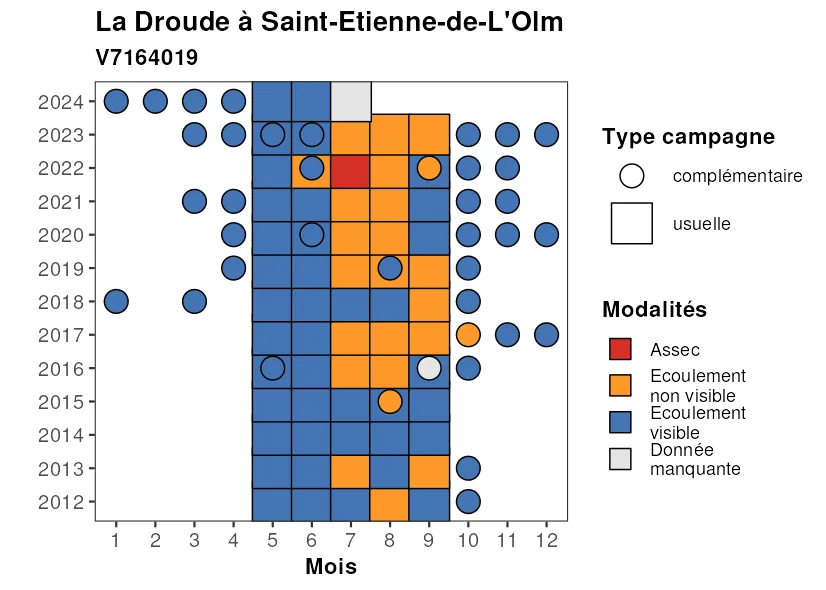 La Droude à Saint-Etienne-de-L'Olm
V7164019
2024
2023
2022
2021
2020
2019
2018
2017
2016
2015
2014
2013
2012
1 2 3 4 5 6 7 8 9 10 11 12
Mois
Type campagne
complémentaire
usuelle
Modalités
Assec
Ecoulement
non visible
Ecoulement
visible
Donnée
manquante